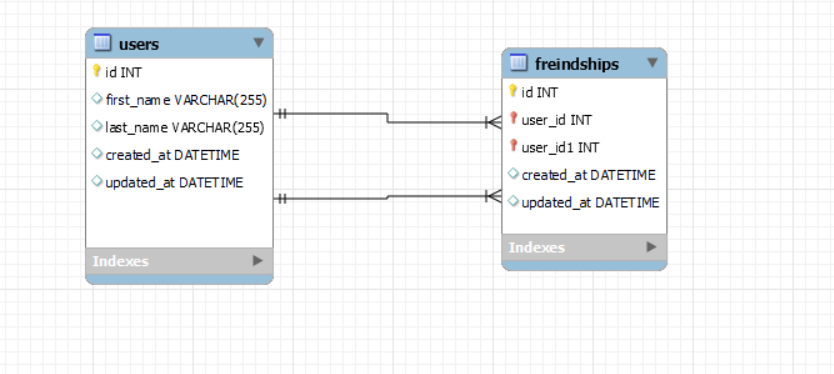 users
id INT
first_name VARCHAR(255)
last_name VARCHAR(255)
created_at DATETIME
updated_at DATETIME
Indexes
freindships
id INT
user_id INT
user_id1 INT
created_at DATETIME
updated_at DATETIME
Indexes